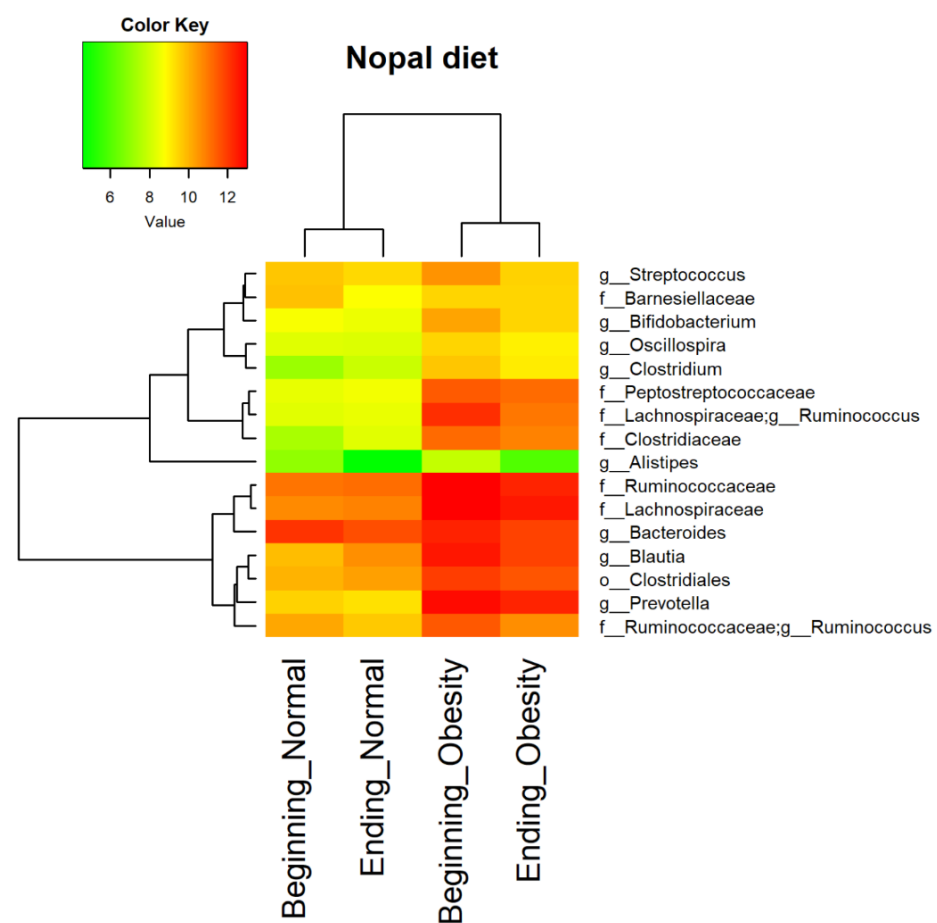 Color Key
6 8 10 12
Value
Nopal diet
g__Streptococcus
f__Barnesiellaceae
g__Bifidobacterium
g__Oscillospira
g__Clostridium
f__Peptostreptococcaceae
f__Lachnospiraceae;g__Ruminococcus
f__Clostridiaceae
g__Alistipes
f__Ruminococcaceae
f__Lachnospiraceae
g__Bacteroides
g__Blautia
o__Clostridiales
g__Prevotella
f__Ruminococcaceae;g__Ruminococcus
Beginning_Normal
Ending_Normal
Beginning_Obesity
Ending_Obesity